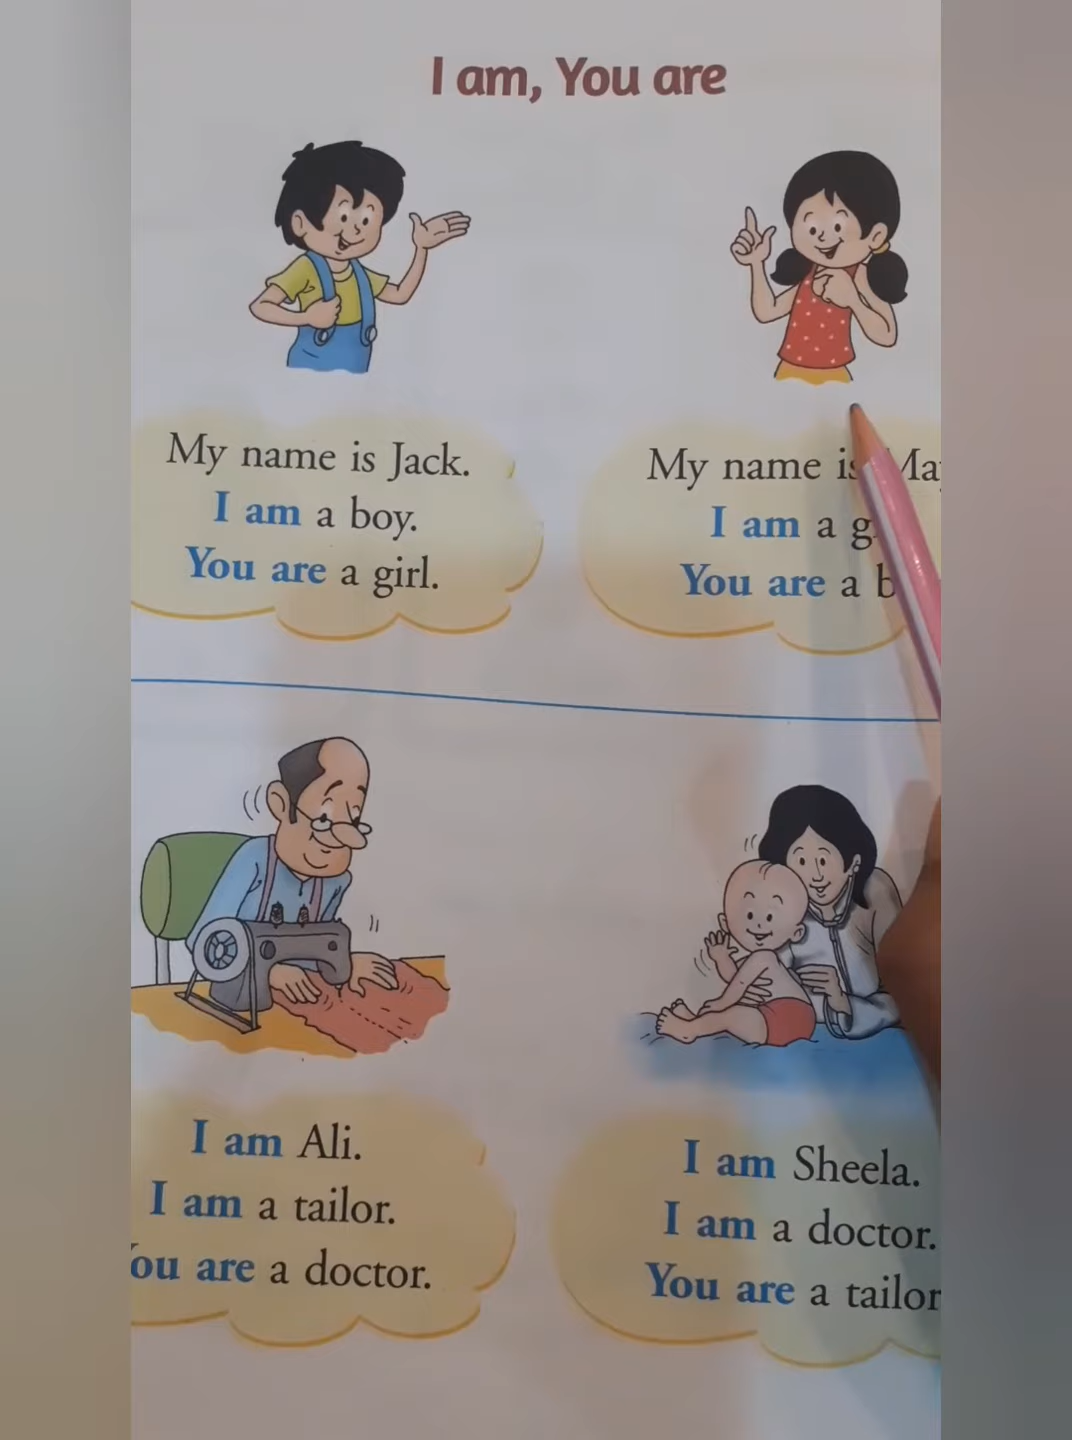 I am, You are
My name is Jack.
I am a boy.
You are a girl.
My name is
I am a
You are a
I am Ali.
I am a tailor.
are a doctor.
I am Sheela.
I am a doctor.
You are a tailor